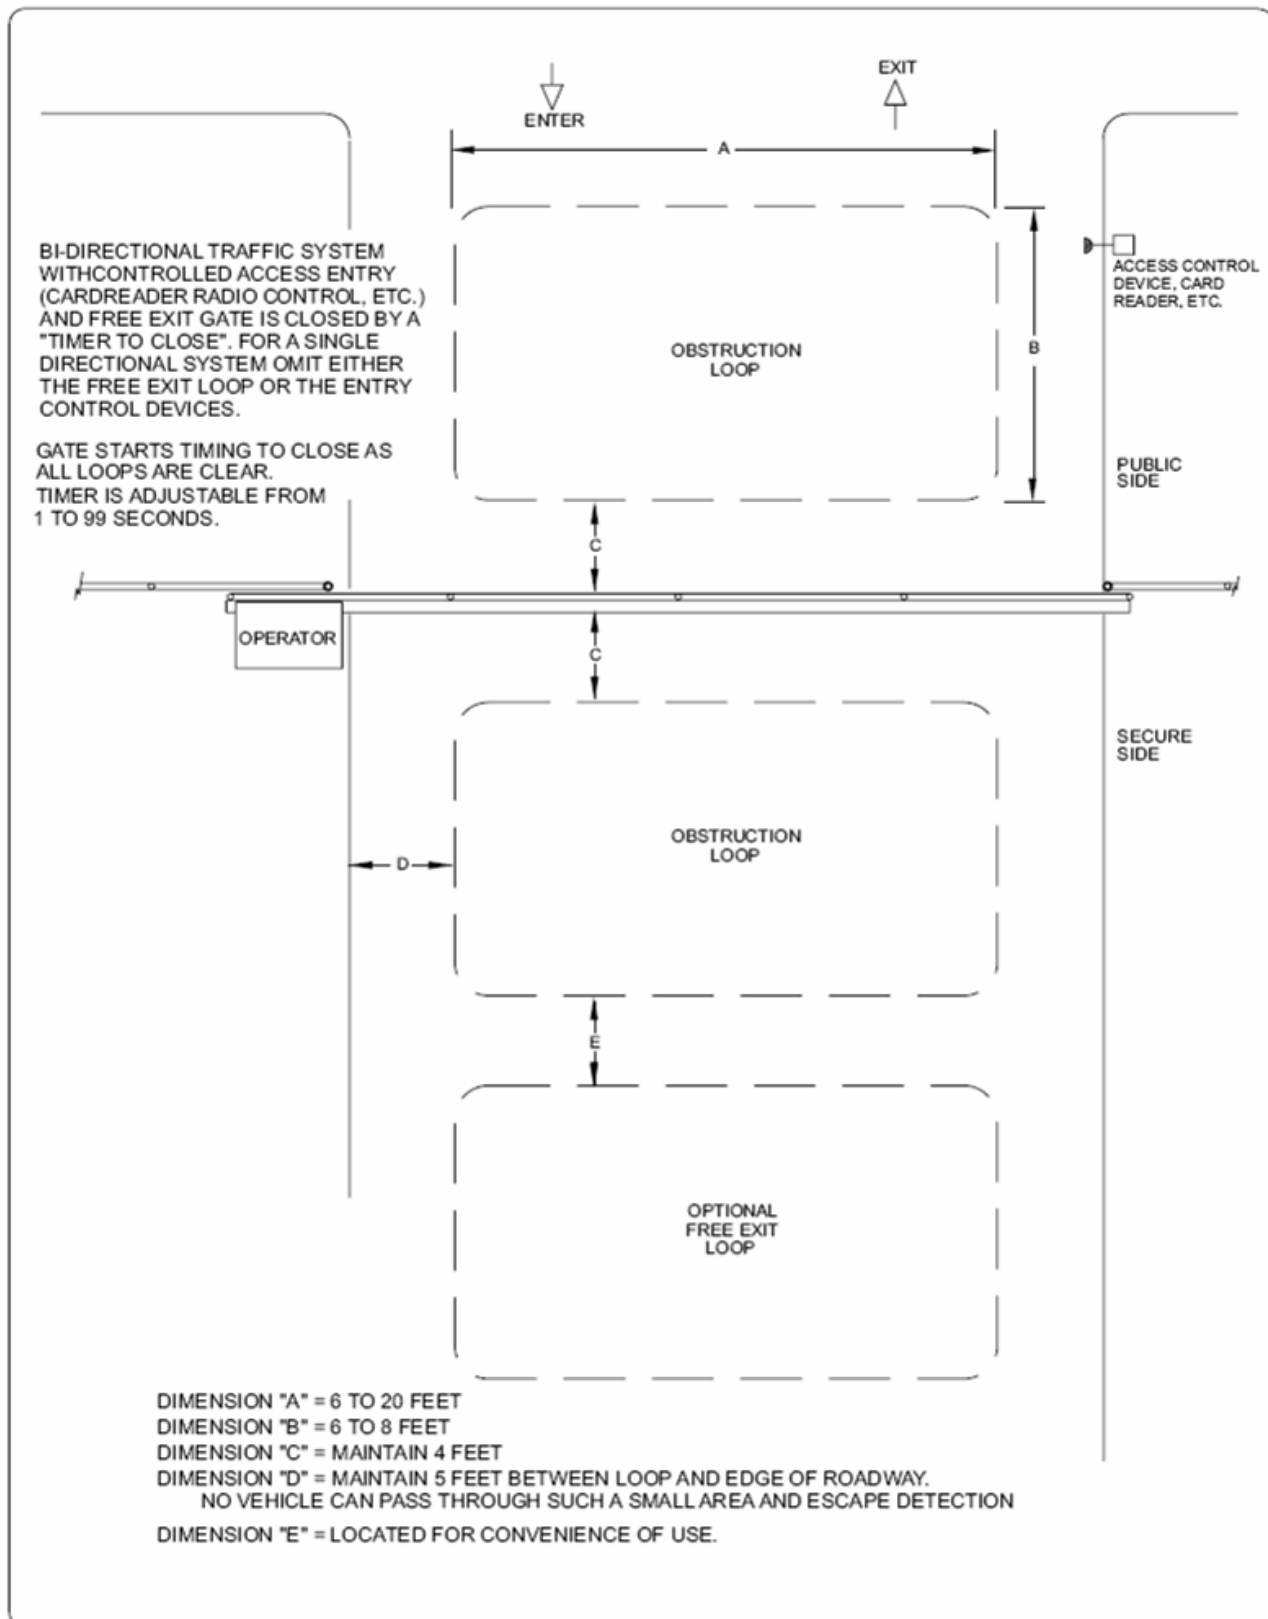 EXIT
ENTER
A
BI-DIRECTIONAL TRAFFIC SYSTEM
WITHCONTROLLED ACCESS ENTRY
(CARDREADER RADIO CONTROL, ETC.)
AND FREE EXIT GATE IS CLOSED BY A
"TIMER TO CLOSE". FOR A SINGLE
DIRECTIONAL SYSTEM OMIT EITHER
THE FREE EXIT LOOP OR THE ENTRY
CONTROL DEVICES.
GATE STARTS TIMING TO CLOSE AS
ALL LOOPS ARE CLEAR.
TIMER IS ADJUSTABLE FROM
1 TO 99 SECONDS.
OBSTRUCTION
LOOP
B
ACCESS CONTROL
DEVICE, CARD
READER, ETC.
PUBLIC
SIDE
C
OPERATOR
C
SECURE
SIDE
OBSTRUCTION
LOOP
D
E
OPTIONAL
FREE EXIT
LOOP
DIMENSION "A" = 6 TO 20 FEET
DIMENSION "B" = 6 TO 8 FEET
DIMENSION "C" = MAINTAIN 4 FEET
DIMENSION "D" = MAINTAIN 5 FEET BETWEEN LOOP AND EDGE OF ROADWAY.
NO VEHICLE CAN PASS THROUGH SUCH A SMALL AREA AND ESCAPE DETECTION
DIMENSION "E" = LOCATED FOR CONVENIENCE OF USE.